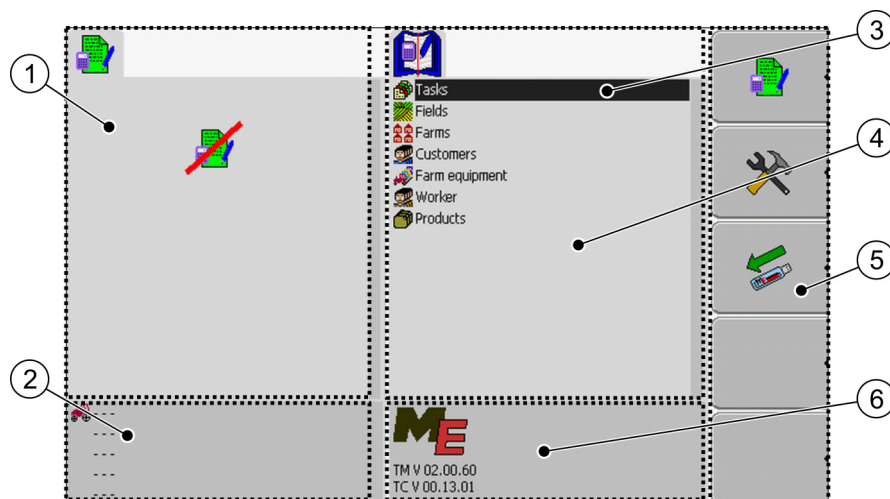 1
3
Tasks
Fields
Farms
Customers
Farm equipment
Worker
Products
4
5
2
6
ME
TM V 02.00.60
TC V 00.13.01
---
---
---
---